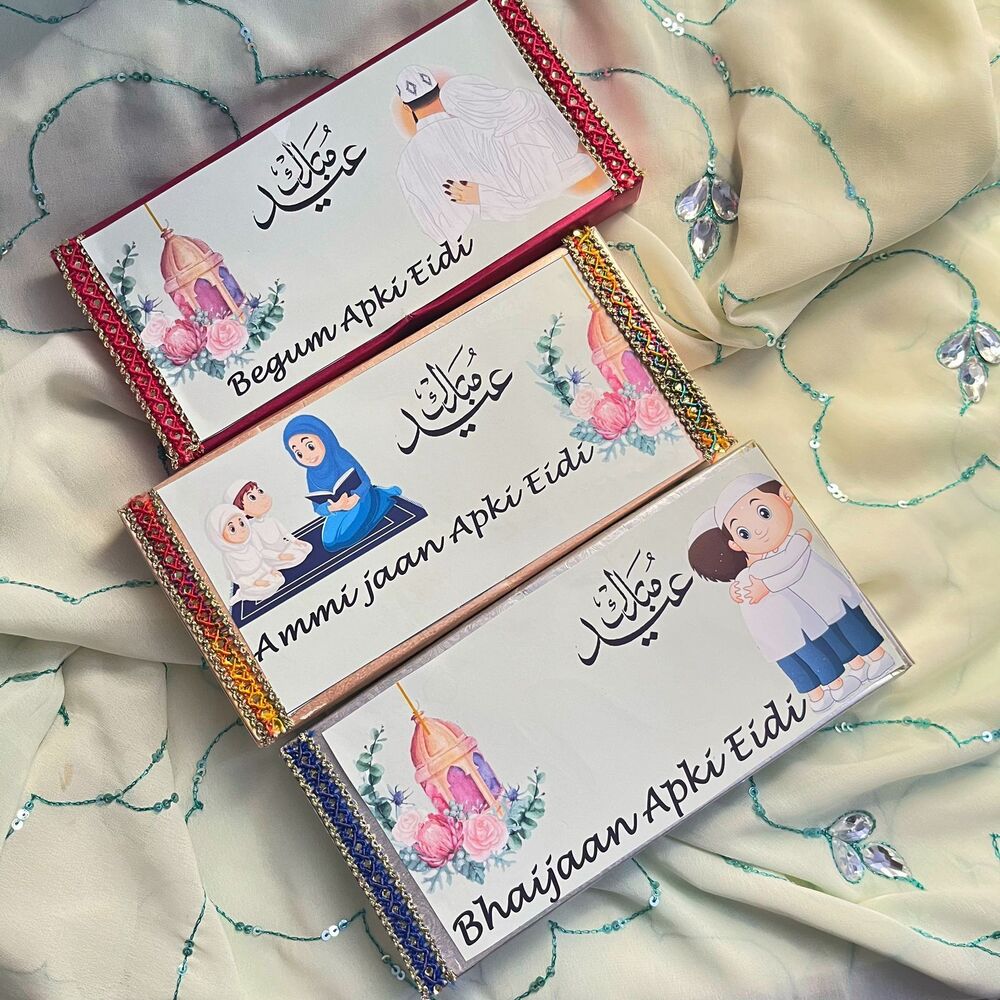 عيد مبارك
Begum Apki Eidi
عيد مبارك
Ammi jaan Apki Eidi
عيد مبارك
Bhaijaan Apki Eidi